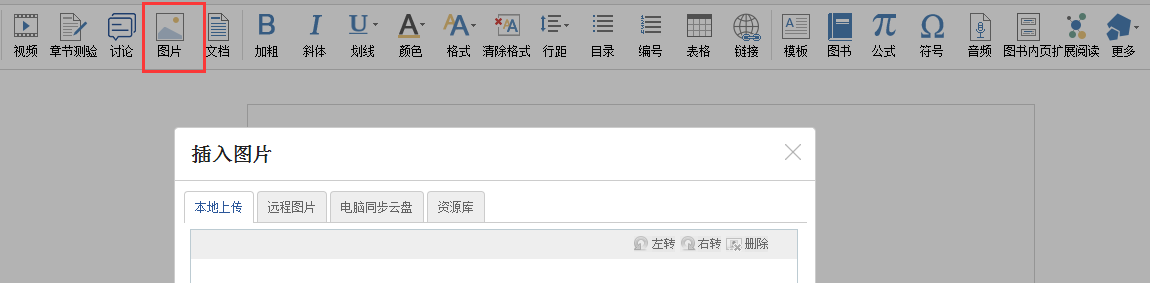 视频 章节测验 讨论 图片 文档 加粗 斜体 划线 颜色 格式 清除格式 行距 目录 编号 表格 链接 模板 图书 公式 符号 音频 图书内页 扩展阅读 更多
插入图片
本地上传 远程图片 电脑同步云盘 资源库
左转 右转 删除